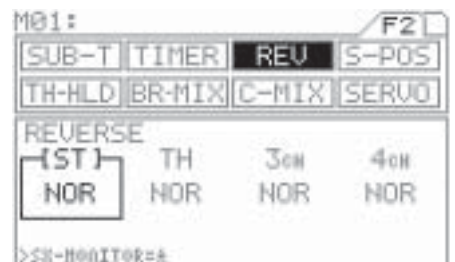 M01: F2
SUB-T TIMER REV S-POS
TH-HLD BR-MIX C-MIX SERVO
REVERSE
[ST] TH 3CH 4CH
NOR NOR NOR NOR